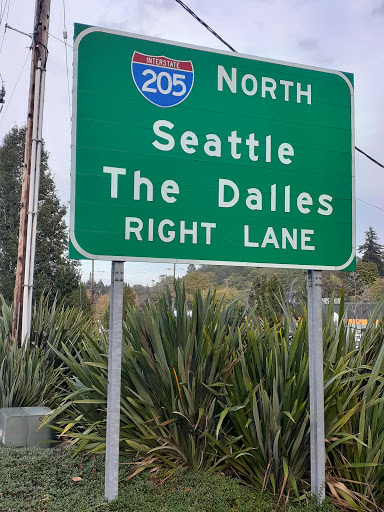 INTERSTATE
205 NORTH
Seattle
The Dalles
RIGHT LANE